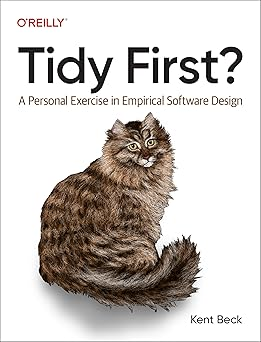 O'REILLY®
Tidy First?
A Personal Exercise in Empirical Software Design
Kent Beck